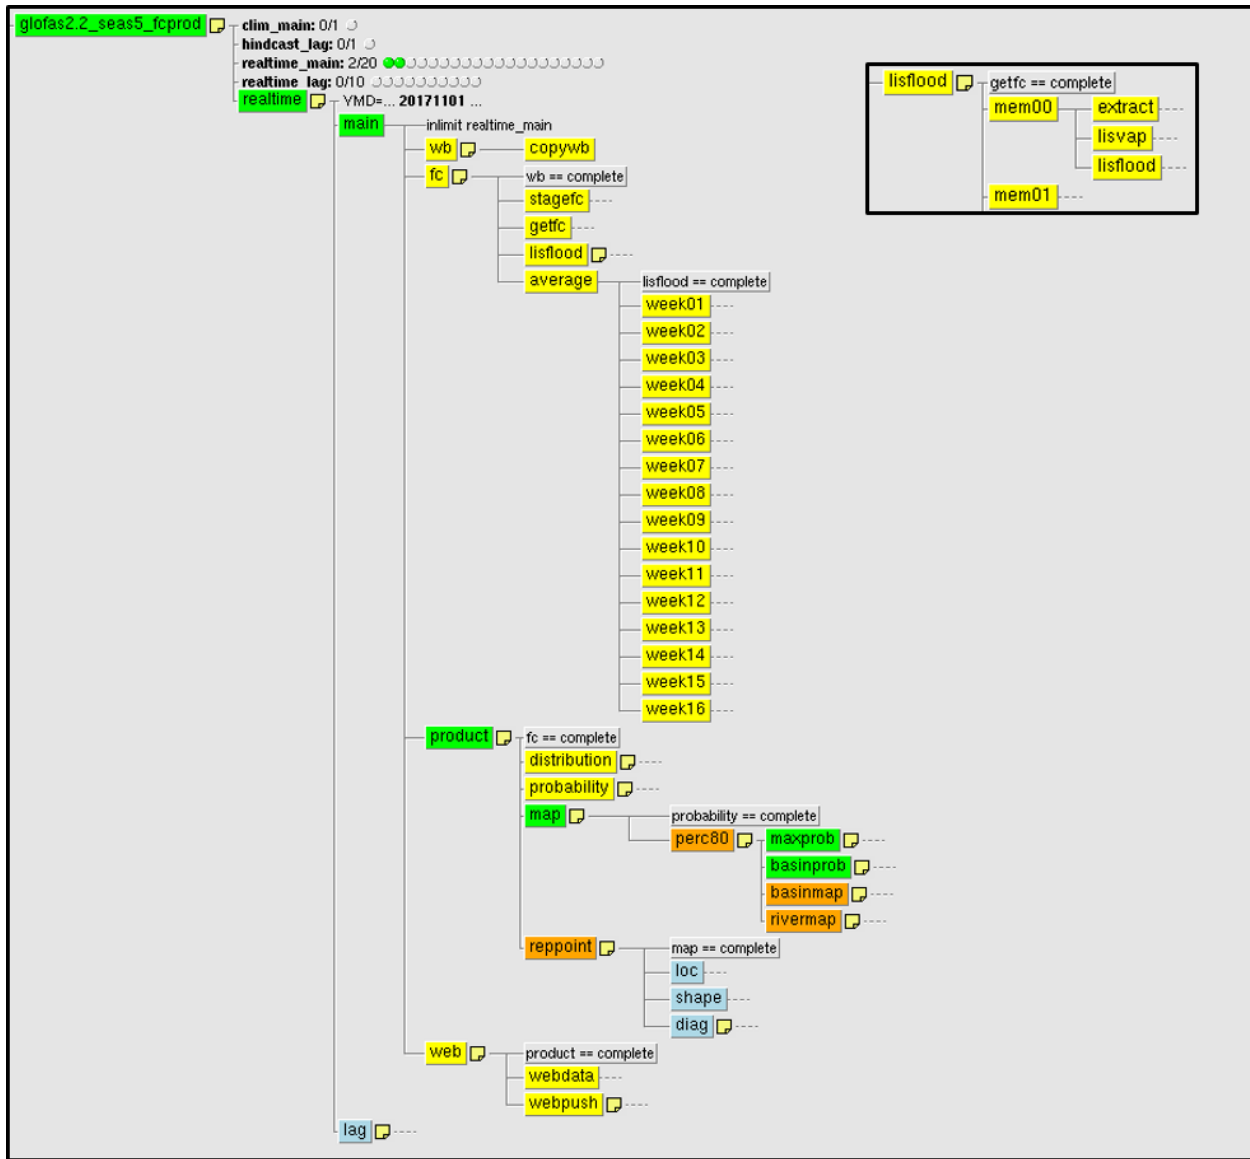 glofas2.2_seas5_fcprod
clim_main: 0/1
hindcast_lag: 0/1
realtime_main: 2/20
realtime_lag: 0/10
realtime YMD=... 20171101 ...
main inlimit realtime_main
wb copywb
fc wb == complete
stagefc
getfc
lisflood
average lisflood == complete
week01
week02
week03
week04
week05
week06
week07
week08
week09
week10
week11
week12
week13
week14
week15
week16
product fc == complete
distribution
probability
map probability == complete
perc80 maxprob
basinprob
basinmap
rivermap
reppoint map == complete
loc
shape
diag
web product == complete
webdata
webpush
lag
lisflood getfc == complete
mem00 extract
lisvap
lisflood
mem01